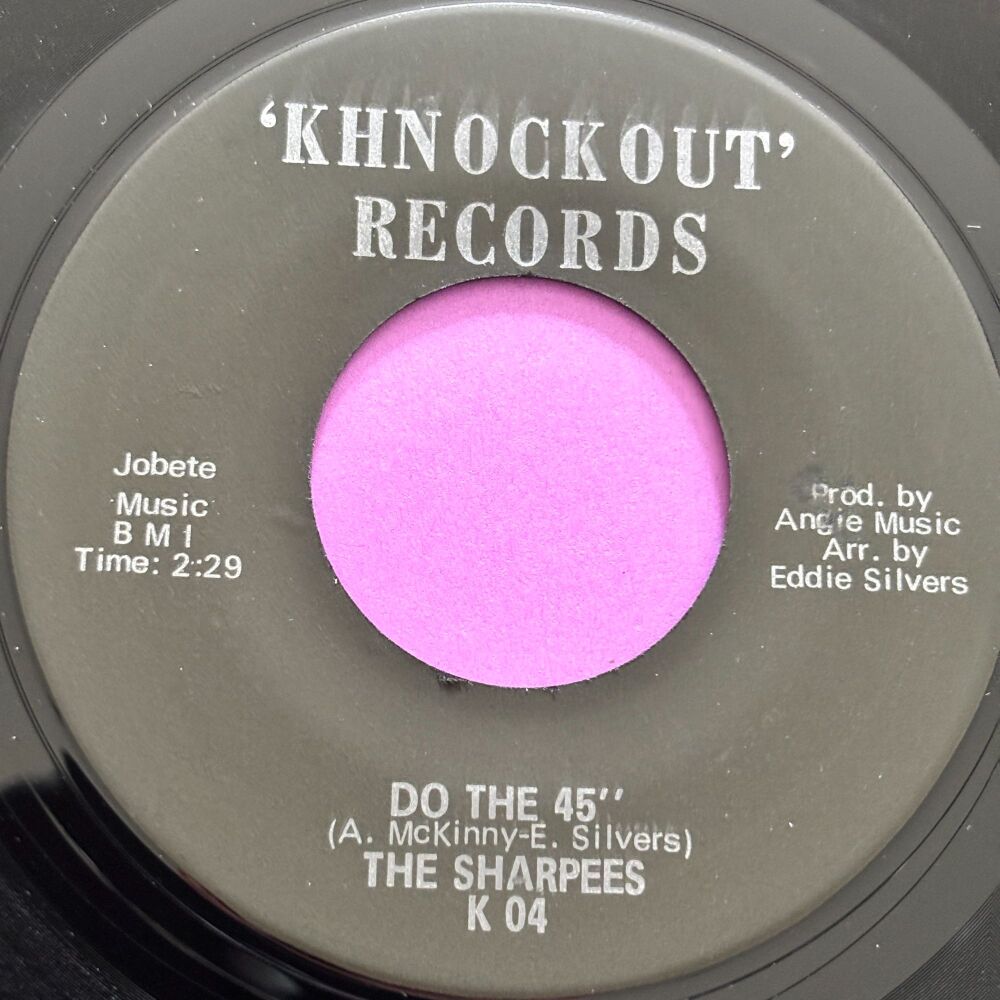 ‘KHNOCKOUT’
RECORDS
Jobete
Music
B M I
Time: 2:29
Prod. by
Angie Music
Arr. by
Eddie Silvers
DO THE 45’’
(A. McKinny-E. Silvers)
THE SHARPEES
K 04